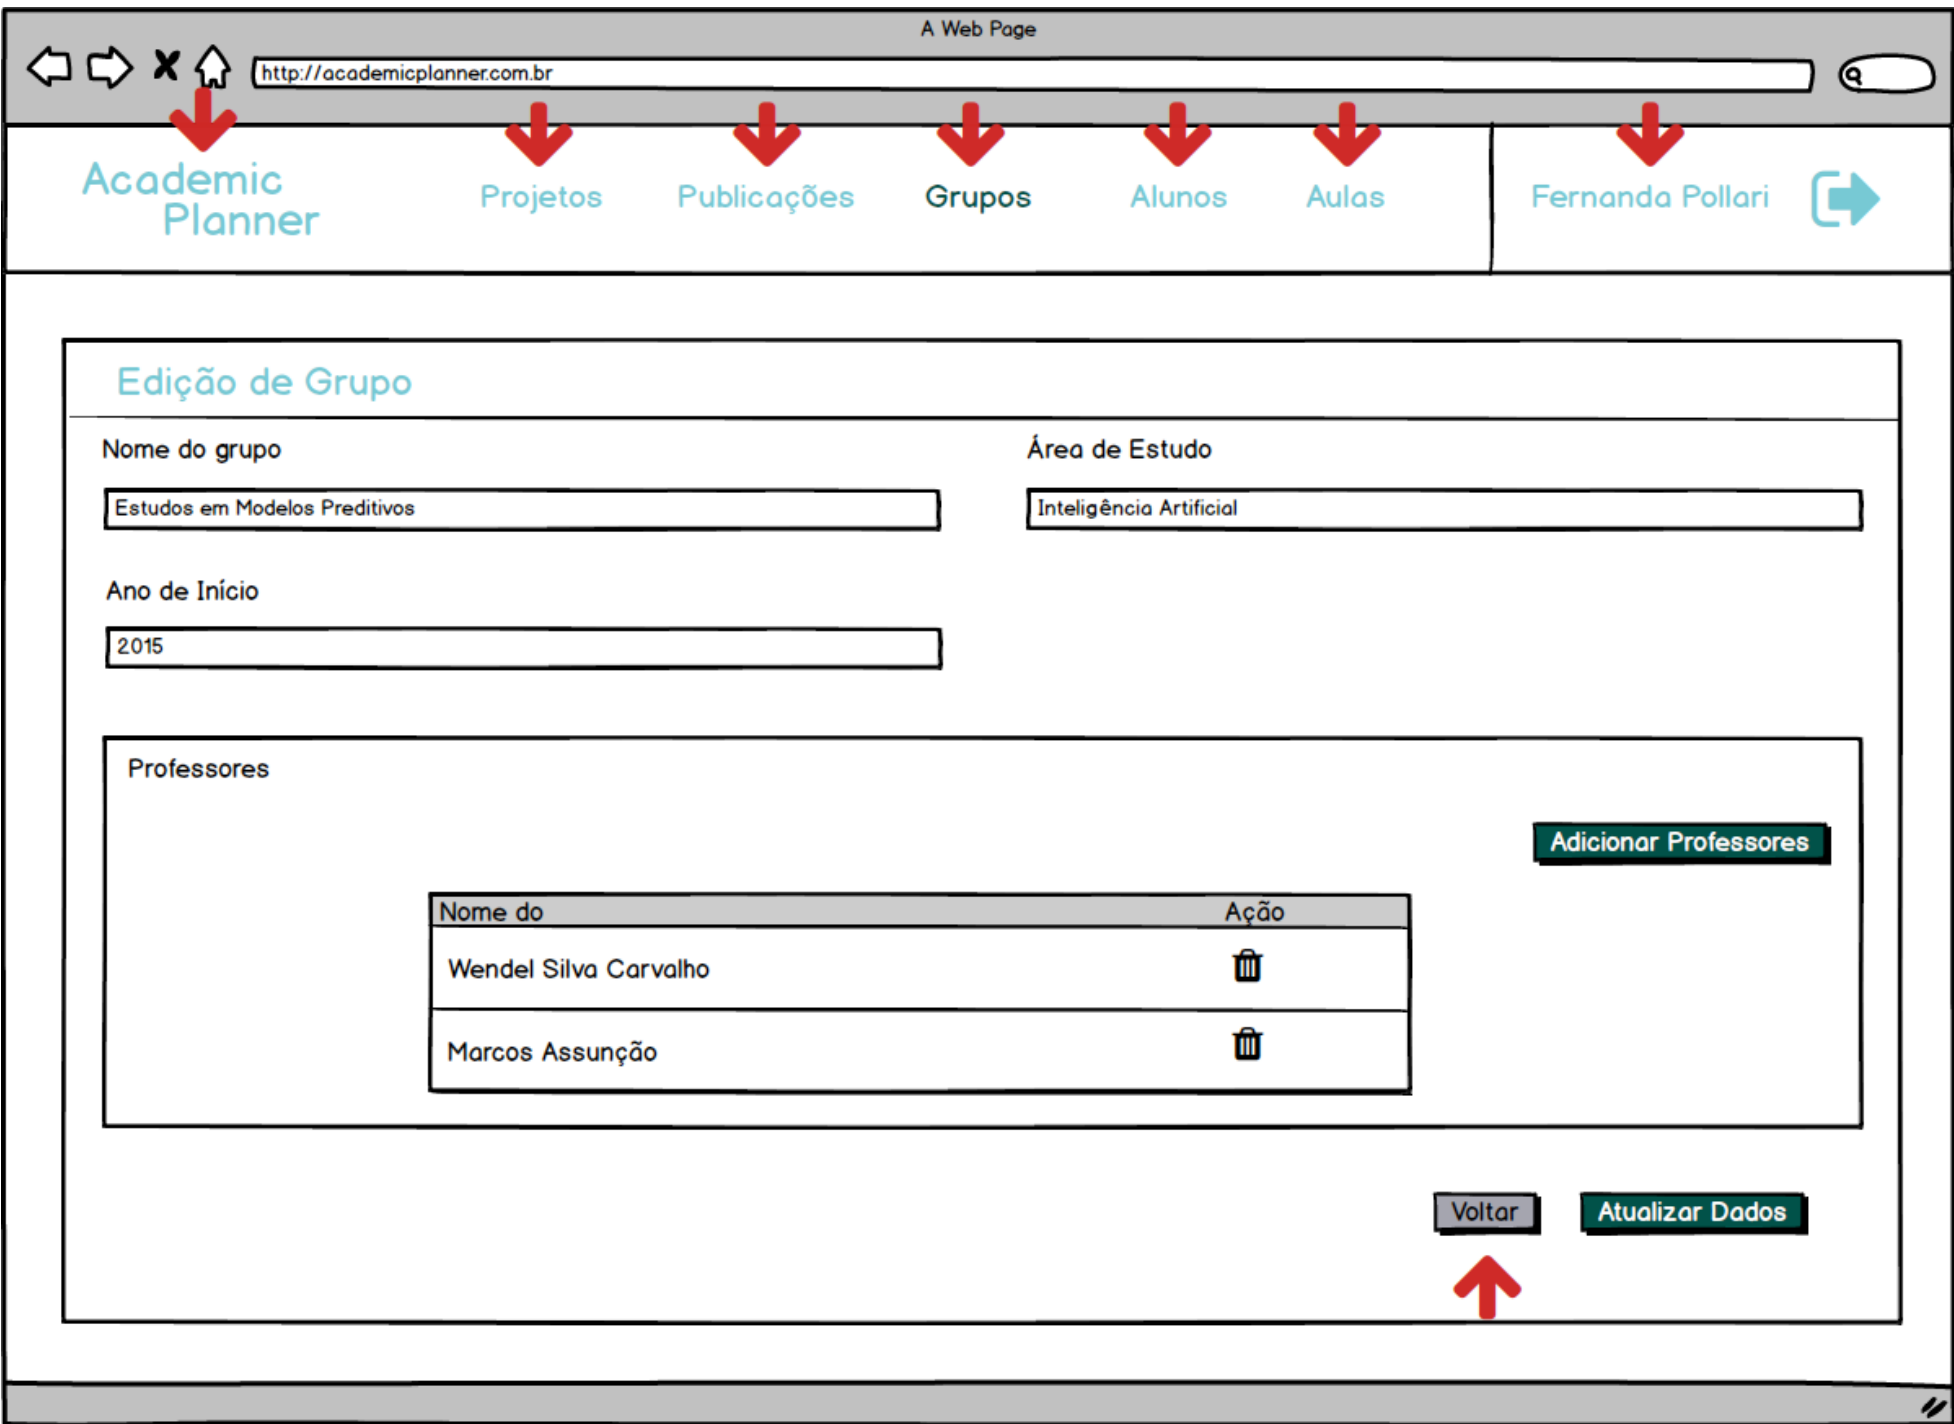 A Web Page
http://academicplanner.com.br
Academic
Planner
Projetos
Publicações
Grupos
Alunos
Aulas
Fernanda Pollari
Edição de Grupo
Nome do grupo
Área de Estudo
Estudos em Modelos Preditivos
Inteligência Artificial
Ano de Início
2015
Professores
Adicionar Professores
Nome do
Ação
Wendel Silva Carvalho
Marcos Assunção
Voltar
Atualizar Dados